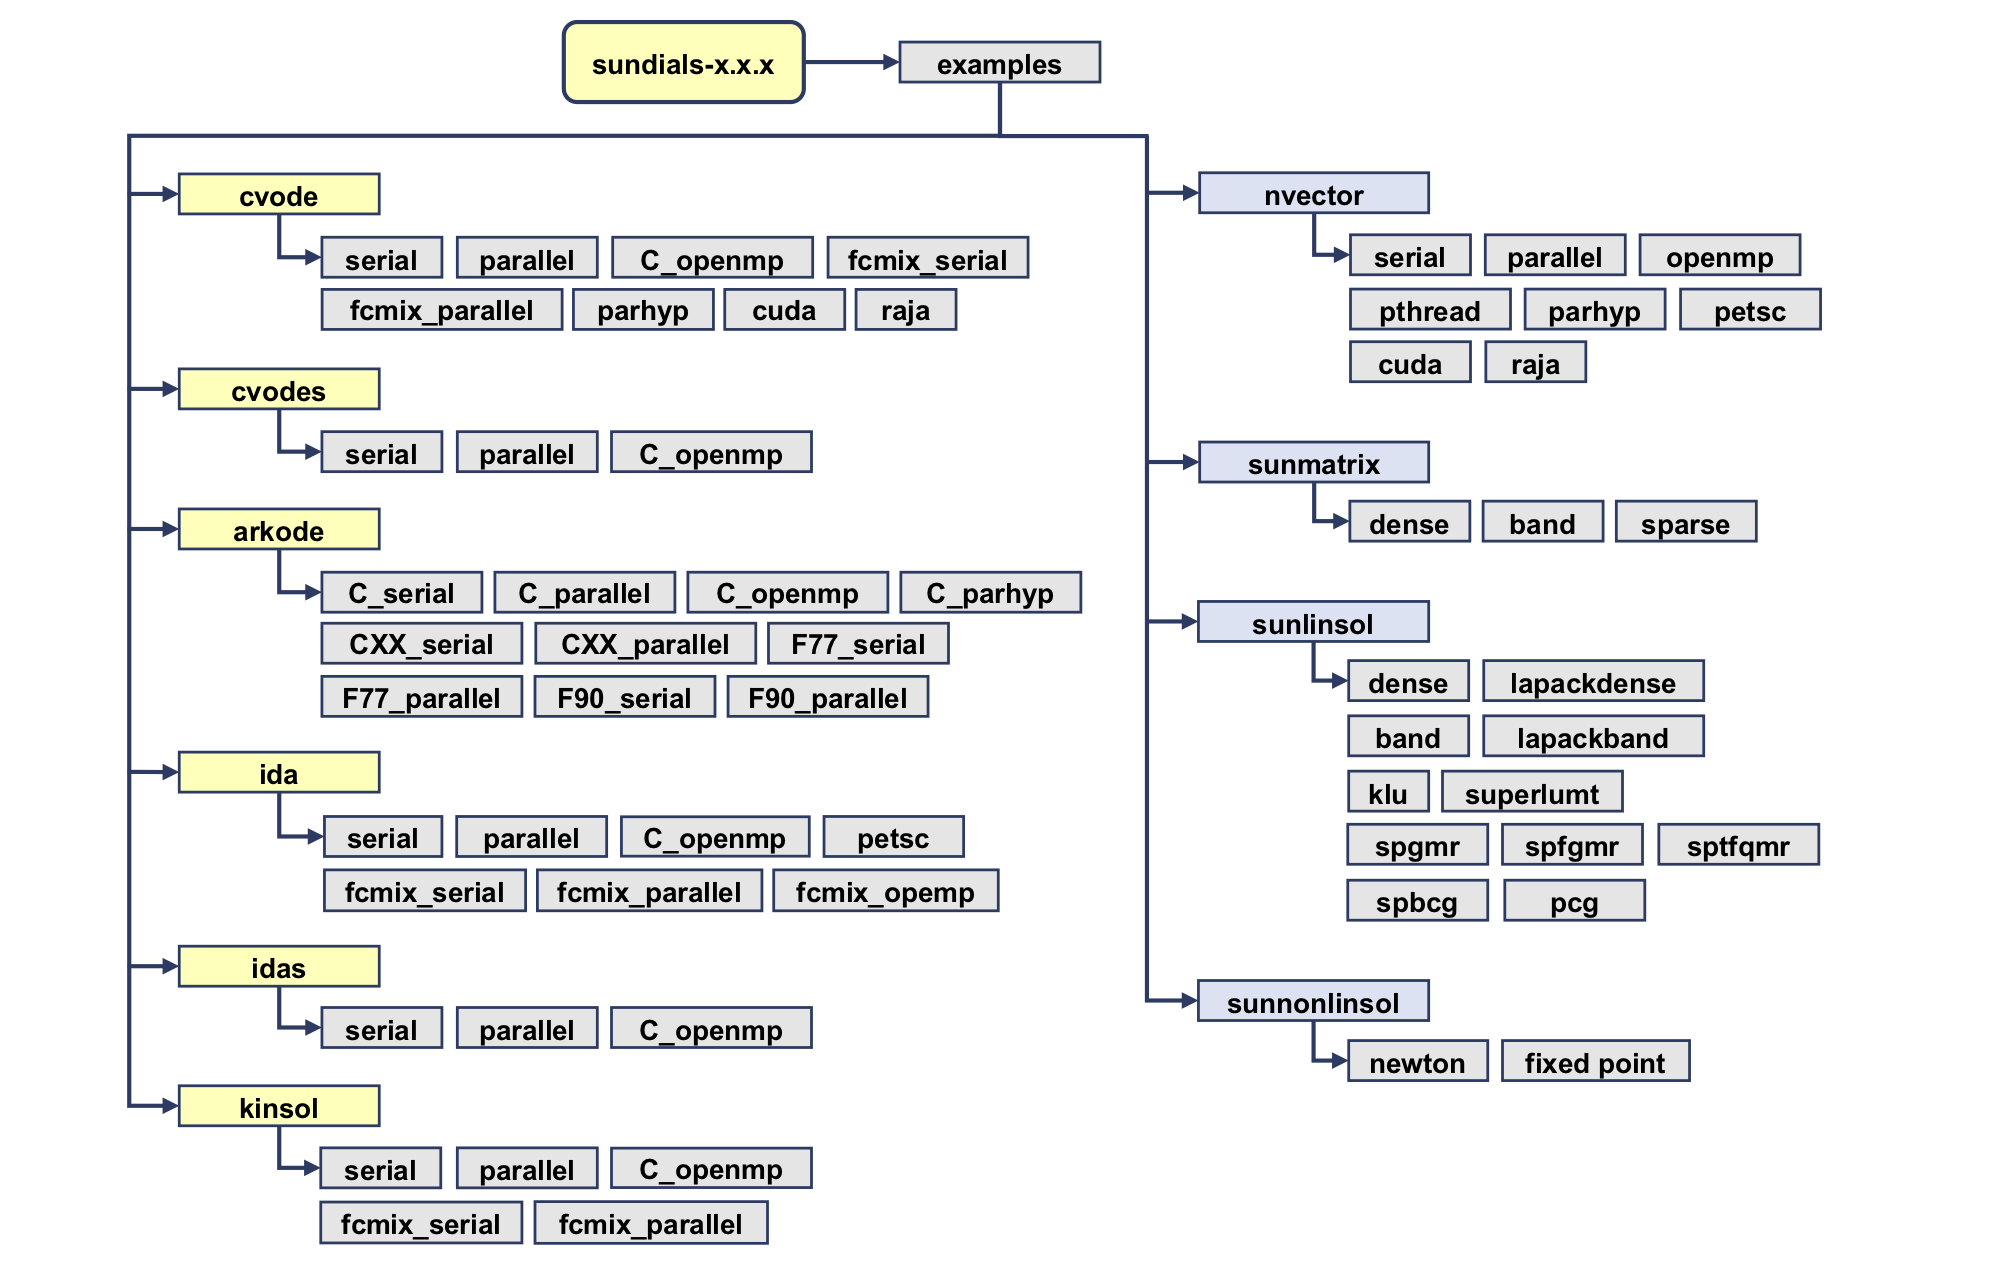 sundials-x.x.x examples
cvode
serial parallel C_openmp fcmix_serial
fcmix_parallel parhyp cuda raja
cvodes
serial parallel C_openmp
arkode
C_serial C_parallel C_openmp C_parhyp
CXX_serial CXX_parallel F77_serial
F77_parallel F90_serial F90_parallel
ida
serial parallel C_openmp petsc
fcmix_serial fcmix_parallel fcmix_opemp
idas
serial parallel C_openmp
kinsol
serial parallel C_openmp
fcmix_serial fcmix_parallel
nvector
serial parallel openmp
pthread parhyp petsc
cuda raja
sunmatrix
dense band sparse
sunlinsol
dense lapackdense
band lapackband
klu superlumt
spgmr spfgmr sptfqmr
spbcg pcg
sunnonlinsol
newton fixed point